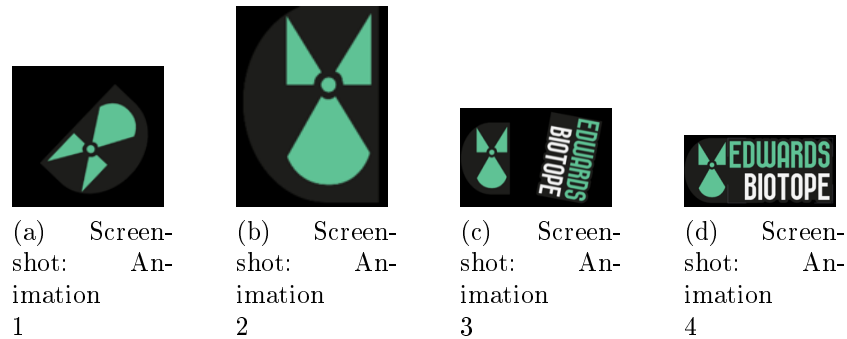 EDWARDS
BIOTOPE
EDWARDS
BIOTOPE
(a) Screen-
shot: An-
imation
1
(b) Screen-
shot: An-
imation
2
(c) Screen-
shot: An-
imation
3
(d) Screen-
shot: An-
imation
4